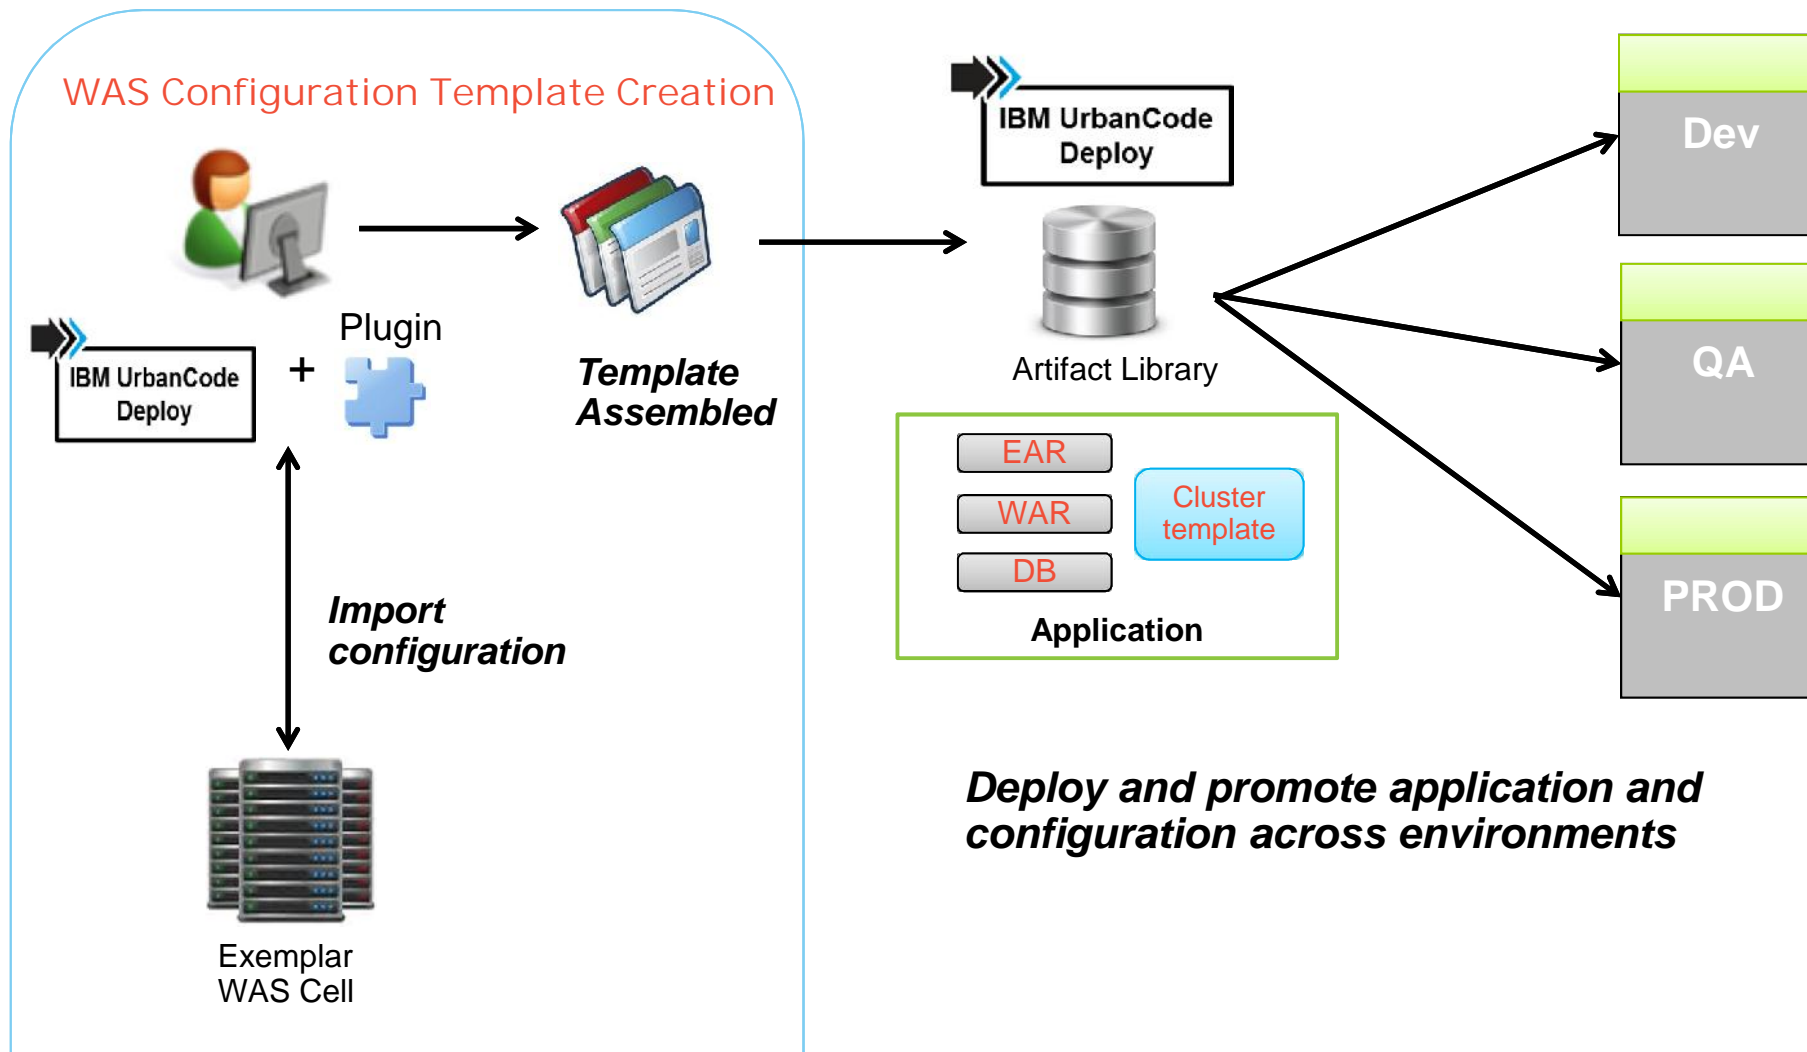 WAS Configuration Template Creation
IBM UrbanCode
Deploy
+
Plugin
Template
Assembled
Import
configuration
Exemplar
WAS Cell
IBM UrbanCode
Deploy
Artifact Library
EAR
WAR
DB
Cluster
template
Application
Dev
QA
PROD
Deploy and promote application and
configuration across environments